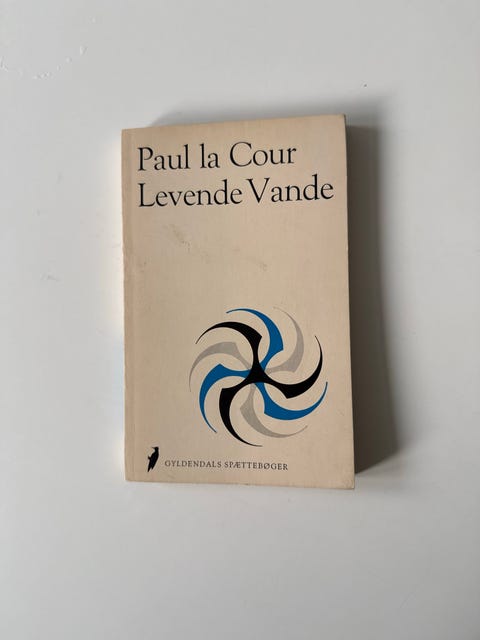 Paul la Cour
Levende Vande
GYLDENDALS SPÆTTEBØGER